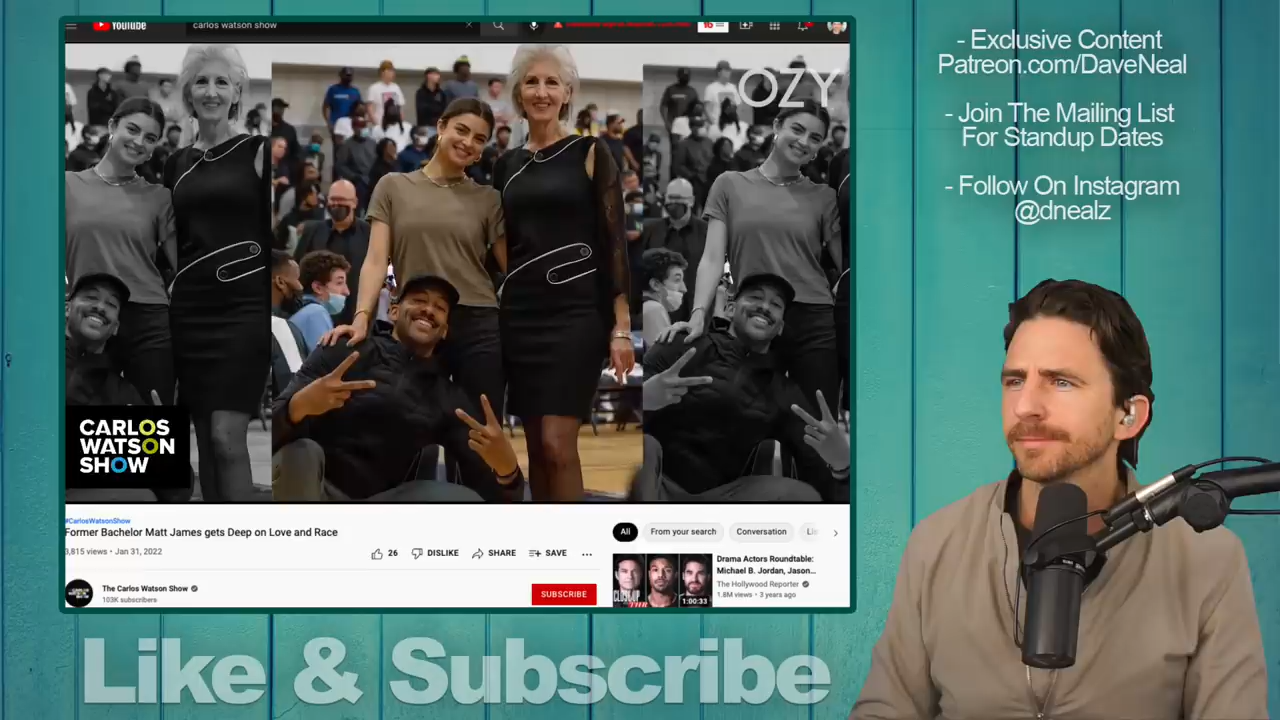 YouTube
carlos watson show
OZY
CARLOS
WATSON
SHOW
#CarlosWatsonShow
Former Bachelor Matt James gets Deep on Love and Race
3,815 views • Jan 31, 2022
26
DISLIKE
SHARE
SAVE
The Carlos Watson Show
103K subscribers
SUBSCRIBE
All
From your search
Conversation
Drama Actors Roundtable:
Michael B. Jordan, Jason...
The Hollywood Reporter
1.8M views • 3 years ago
1:00:33
- Exclusive Content
Patreon.com/DaveNeal
- Join The Mailing List
For Standup Dates
- Follow On Instagram
@dnealz
Like & Subscribe